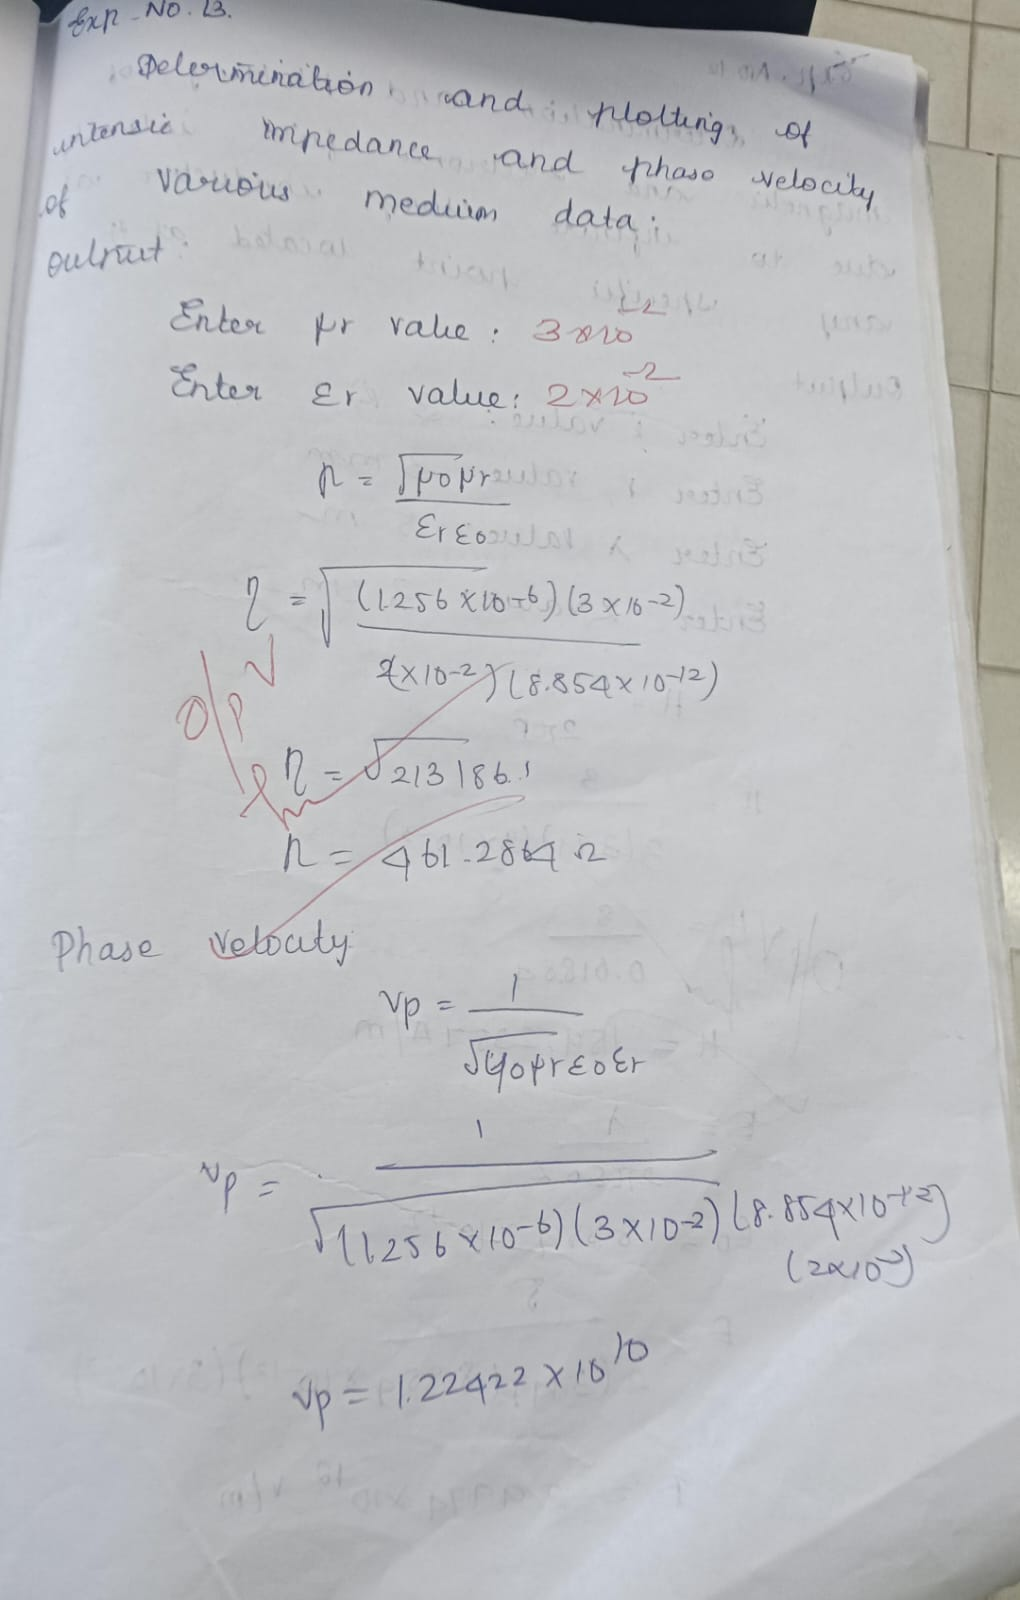 Exp. No. 13.
Determination and plotting of
intensic impedance and phase velocity
of various medium data:
output:
Enter μr value: 3×10⁻²
Enter εr value: 2×10⁻²
η = √μ0μr
εrε0
η = √(1.256×10-6)(3×10-2)
2×10-2)(8.854×10-12)
O/P
η = √213186.1
η = 461.2864 Ω
Phase velocity
vp = 1
√μ0μrε0εr
vp = 1
√(1.256×10-6)(3×10-2)(8.854×10-12)
(2×10-2)
vp = 1.22422×10¹⁰